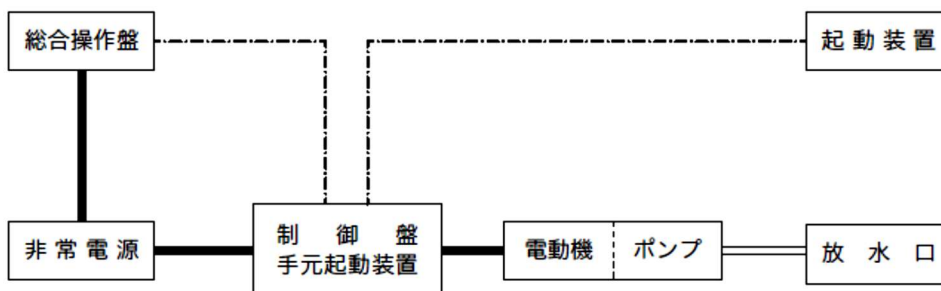 総合操作盤
起動装置
非常電源
制御盤
手元起動装置
電動機
ポンプ
放水口